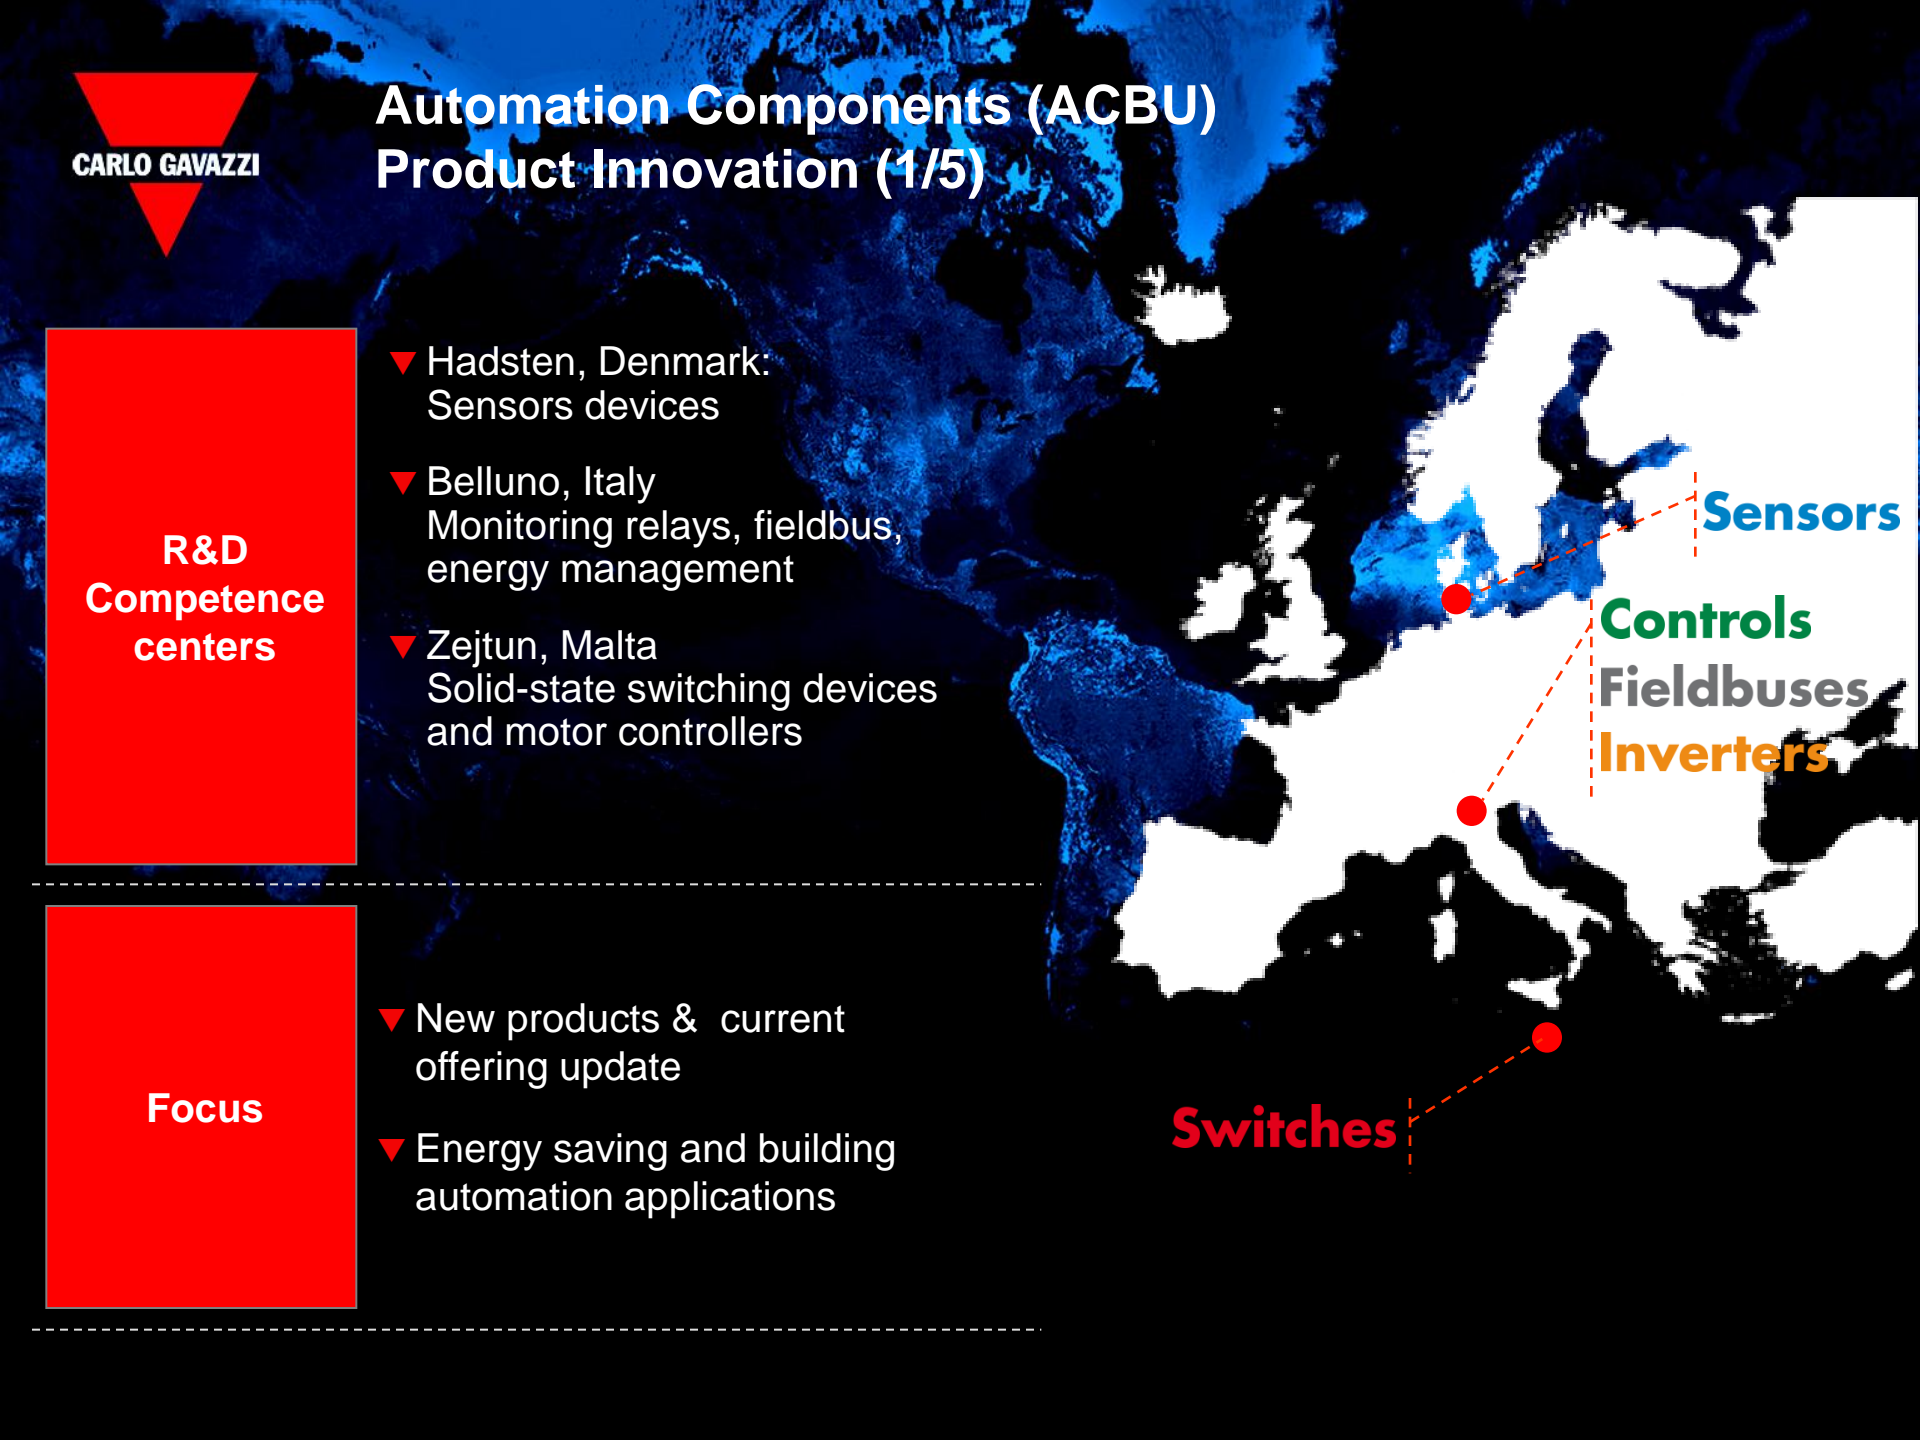 CARLO GAVAZZI
Automation Components (ACBU)
Product Innovation (1/5)
R&D
Competence
centers
Hadsten, Denmark:
Sensors devices
Belluno, Italy
Monitoring relays, fieldbus,
energy management
Zejtun, Malta
Solid-state switching devices
and motor controllers
Focus
New products &  current
offering update
Energy saving and building
automation applications
Sensors
Controls
Fieldbuses
Inverters
Switches